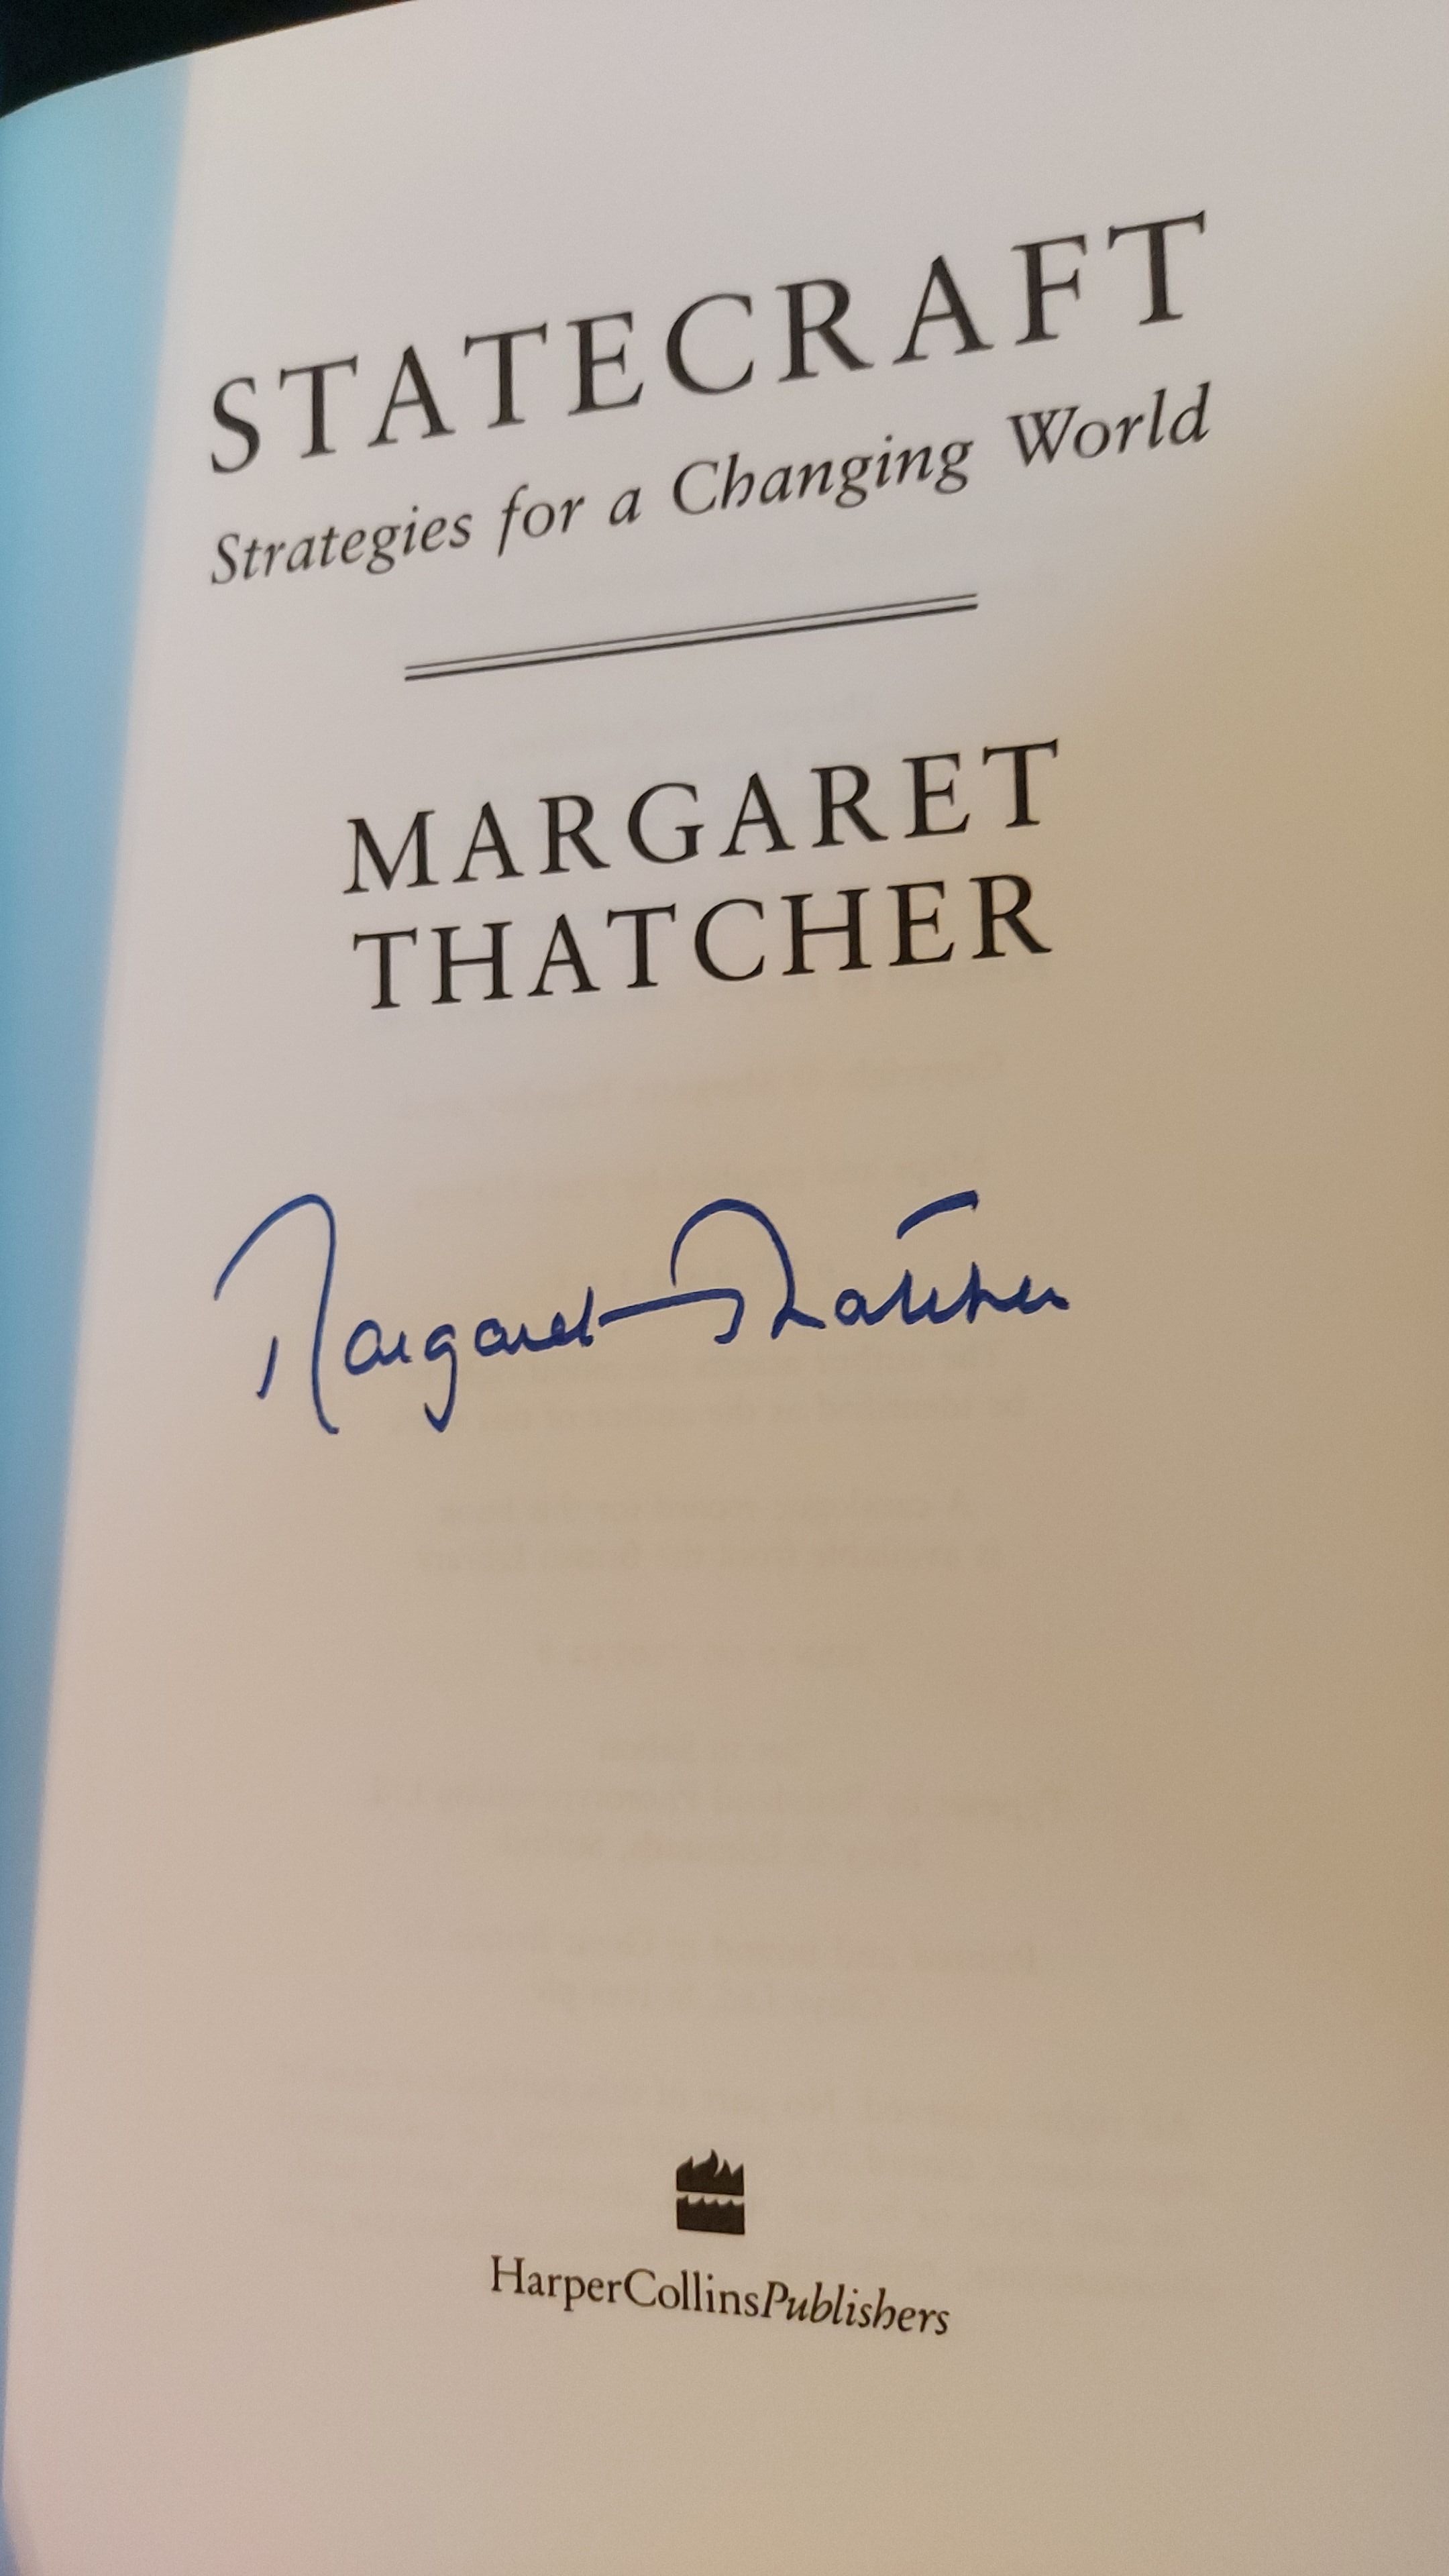 STATECRAFT
Strategies for a Changing World
MARGARET
THATCHER
Margaret Thatcher
HarperCollinsPublishers